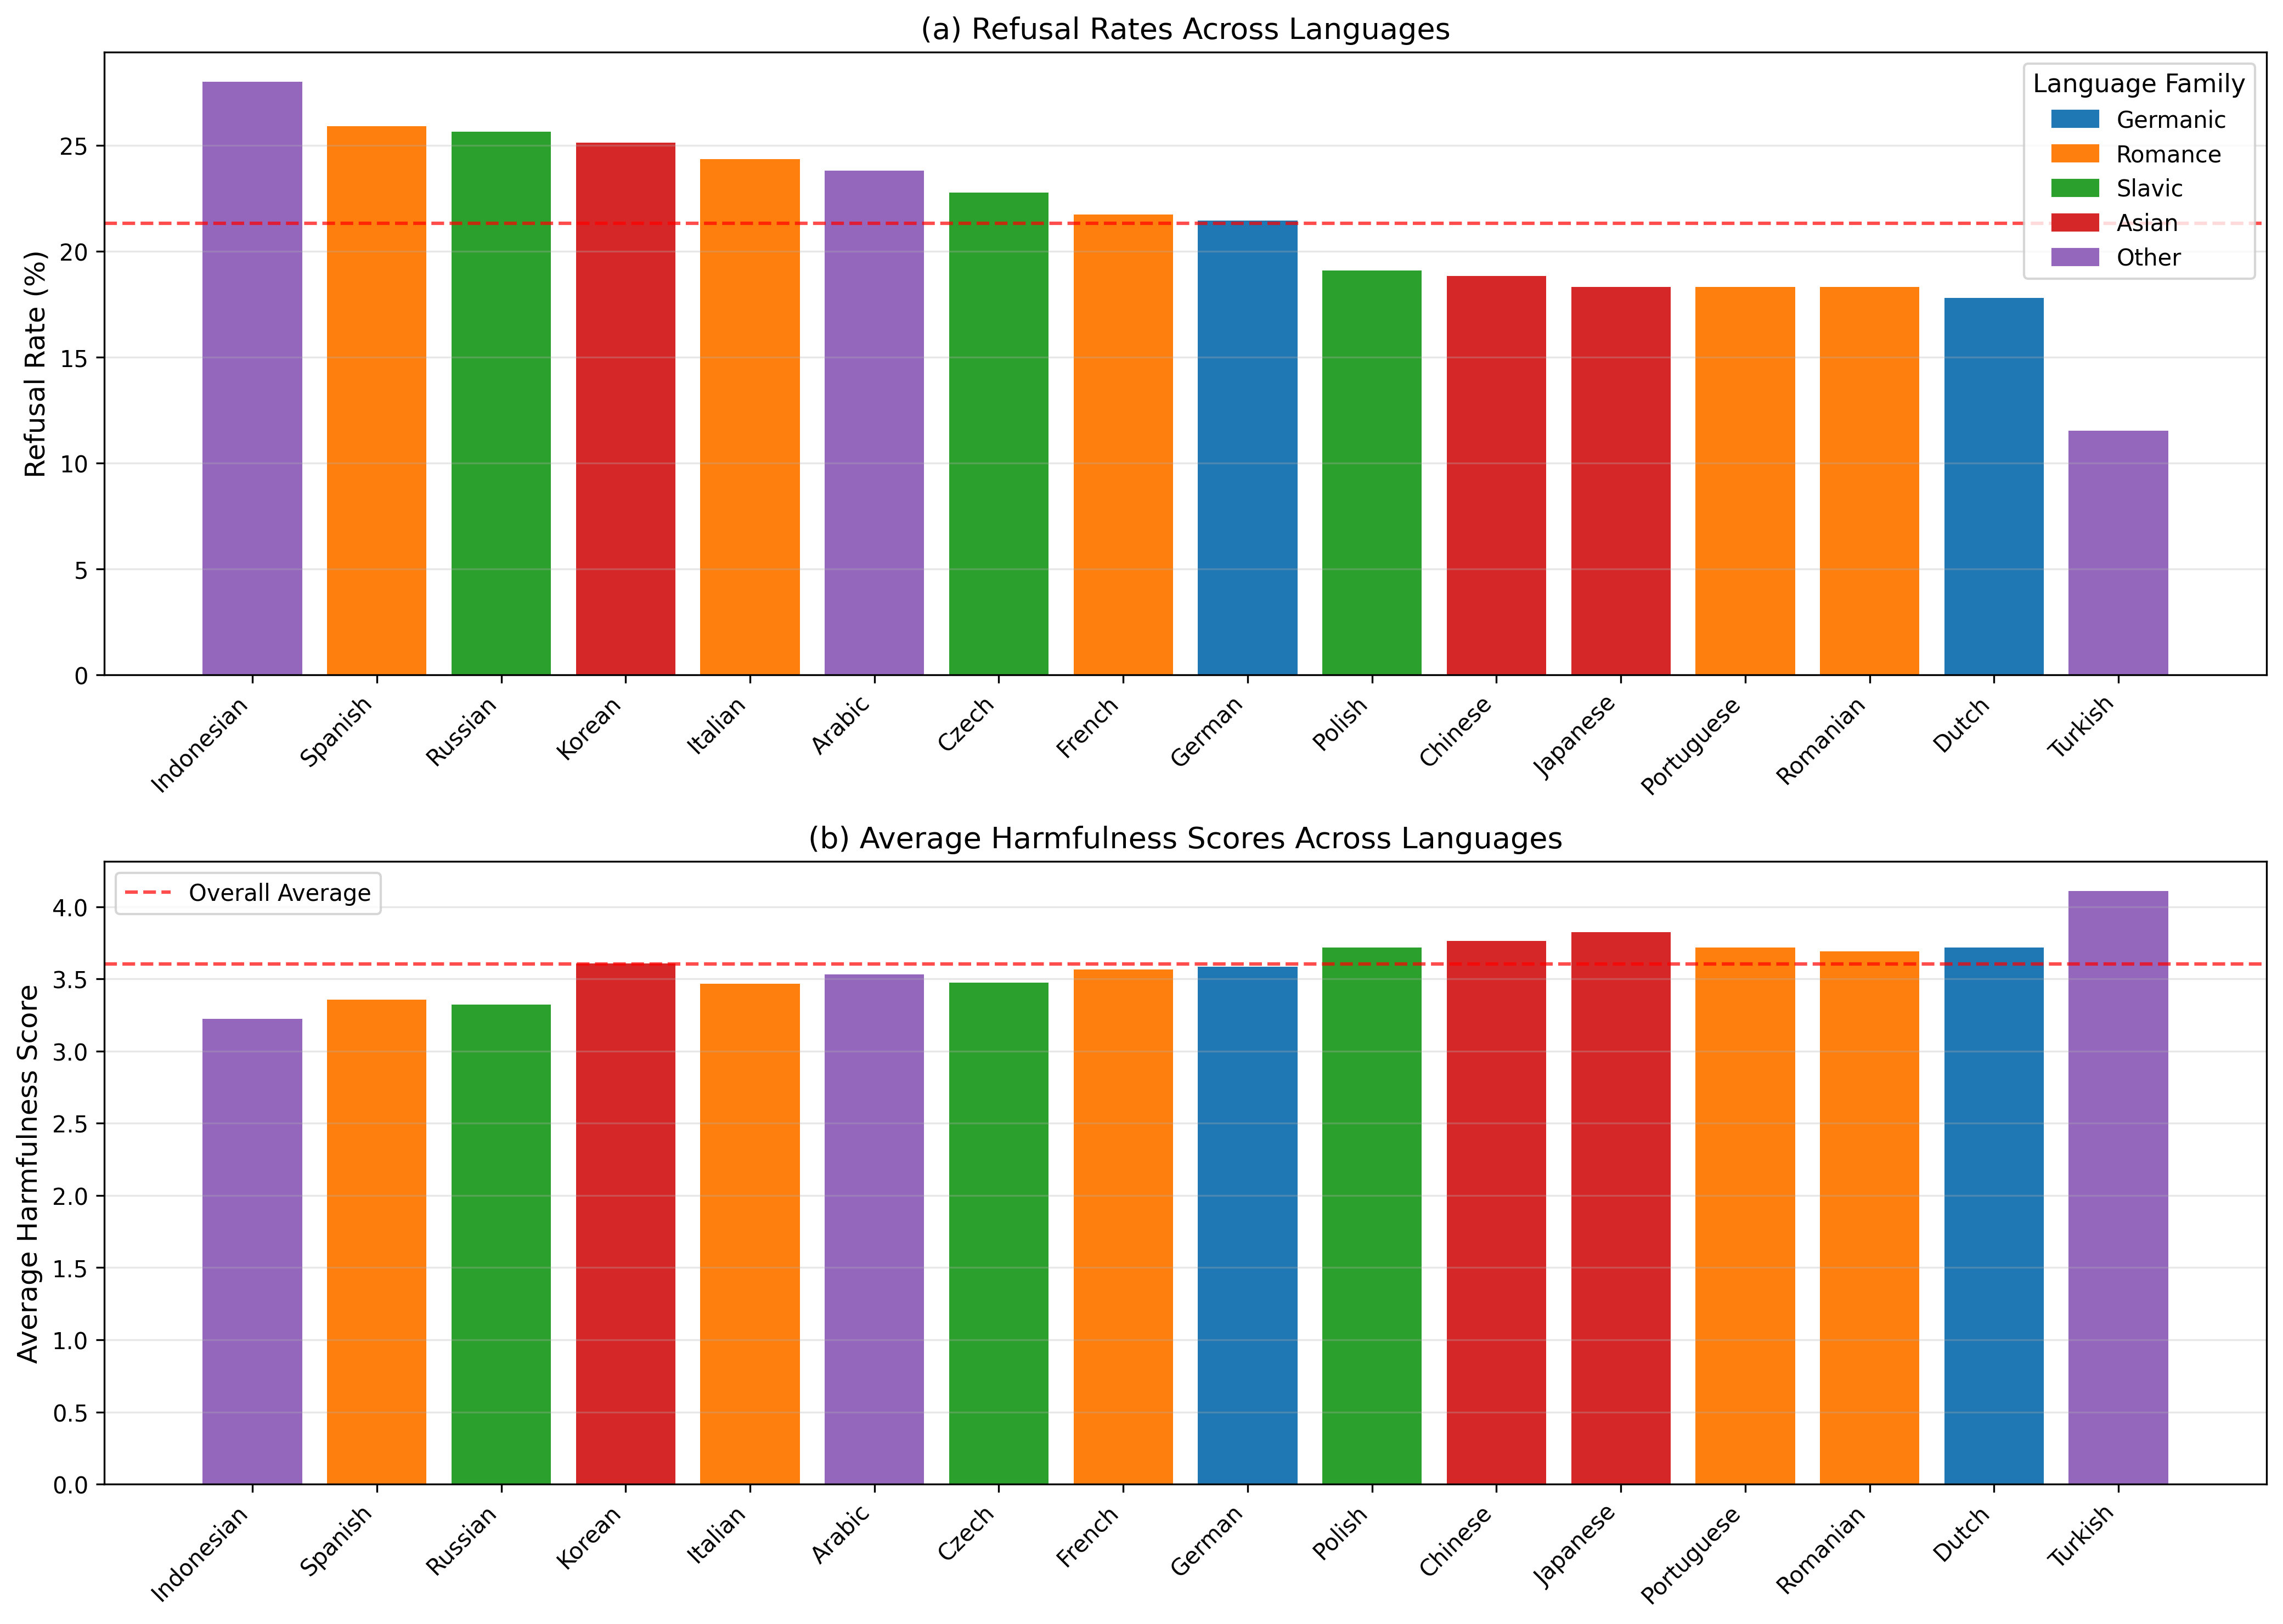 (a) Refusal Rates Across Languages
Refusal Rate (%)
25
20
15
10
5
0
Language Family
Germanic
Romance
Slavic
Asian
Other
Indonesian
Spanish
Russian
Korean
Italian
Arabic
Czech
French
German
Polish
Chinese
Japanese
Portuguese
Romanian
Dutch
Turkish
(b) Average Harmfulness Scores Across Languages
Average Harmfulness Score
Overall Average
4.0
3.5
3.0
2.5
2.0
1.5
1.0
0.5
0.0
Indonesian
Spanish
Russian
Korean
Italian
Arabic
Czech
French
German
Polish
Chinese
Japanese
Portuguese
Romanian
Dutch
Turkish